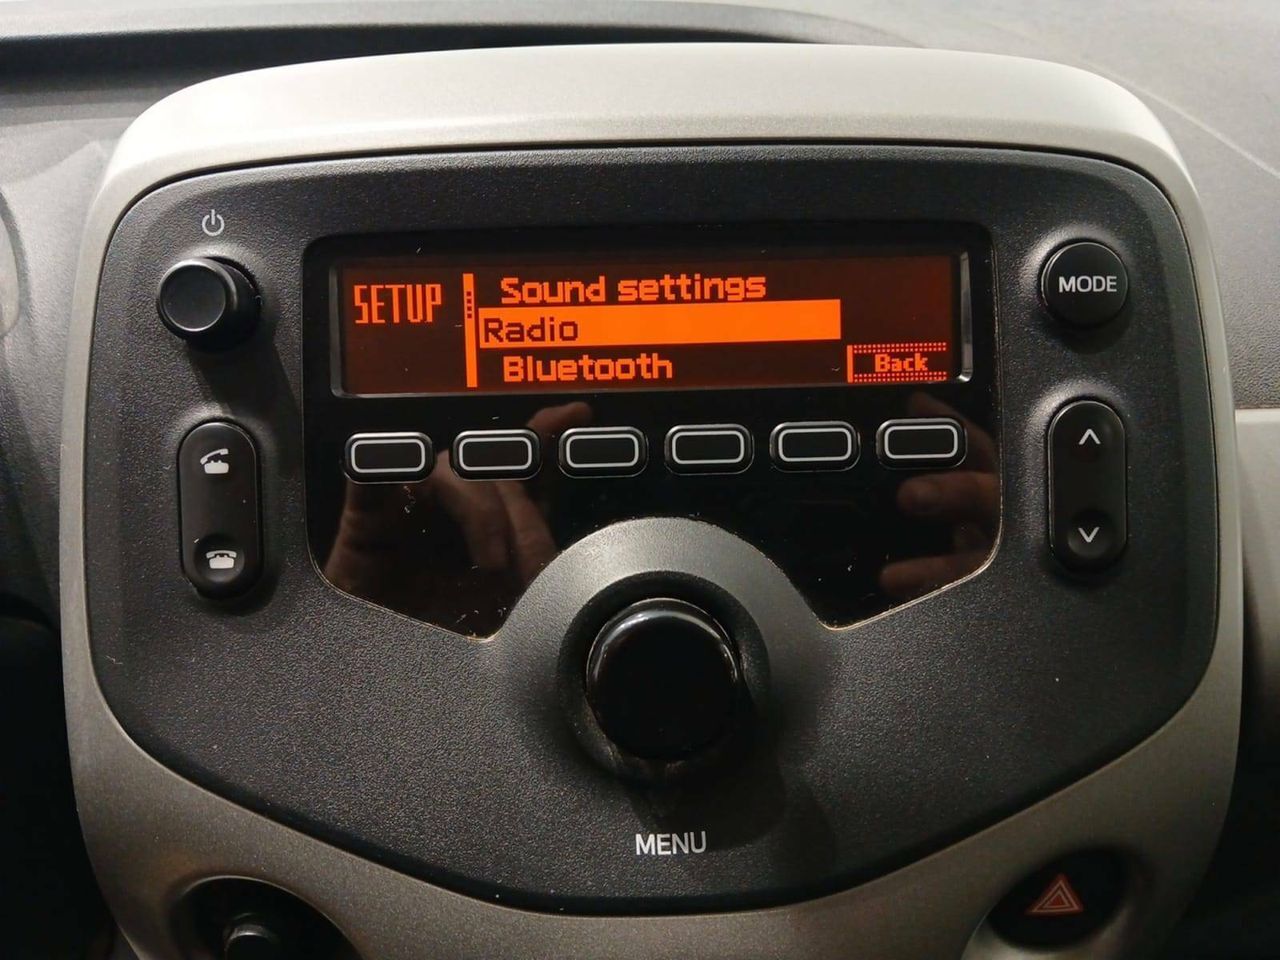 SETUP
Sound settings
Radio
Bluetooth
Back
MODE
MENU